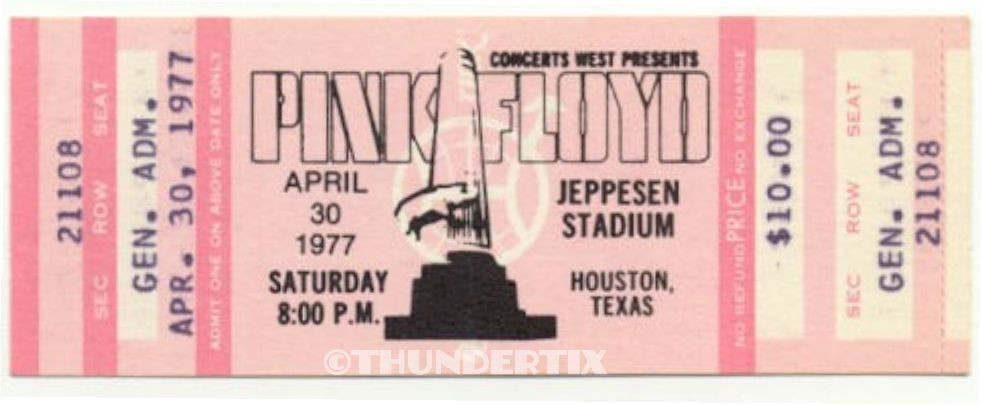 21108
SEC ROW SEAT
GEN. ADM.
APR. 30, 1977
ADMIT ONE ON ABOVE DATE ONLY
CONCERTS WEST PRESENTS
PINK FLOYD
APRIL
30
1977
SATURDAY
8:00 P.M.
JEPPESEN
STADIUM
HOUSTON,
TEXAS
NO REFUND PRICE NO EXCHANGE
$10.00
SEC ROW SEAT
GEN. ADM.
21108
©THUNDERTIX